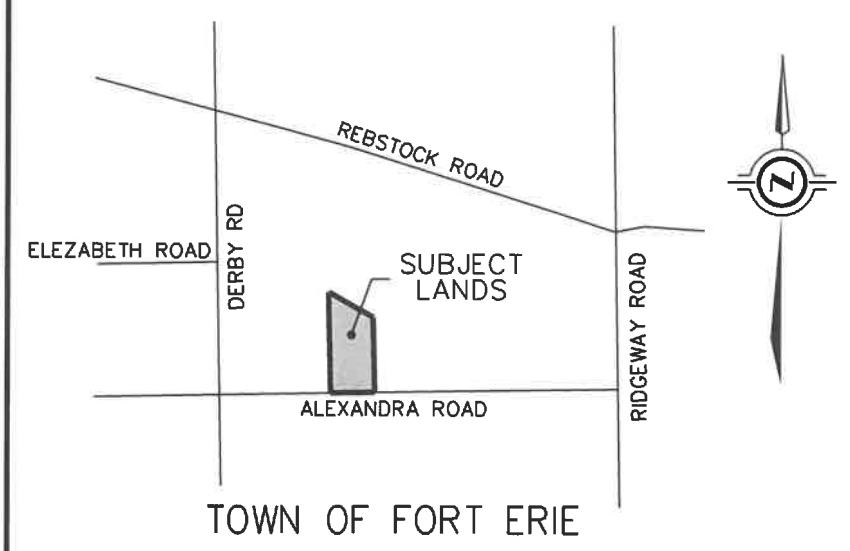 REBSTOCK ROAD
ELEZABETH ROAD
DERBY RD
SUBJECT
LANDS
RIDGEWAY ROAD
ALEXANDRA ROAD
N
TOWN OF FORT ERIE